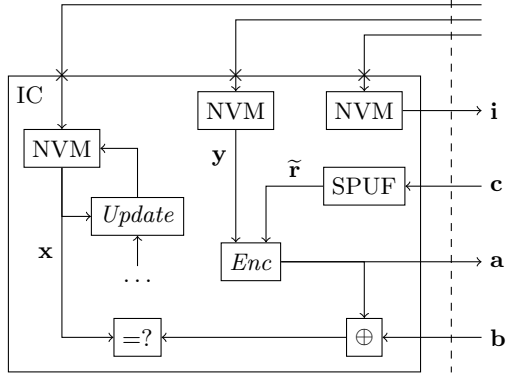 IC
NVM
NVM
i
NVM
y
r̃
SPUF
c
Update
x
...
Enc
a
=?
⊕
b